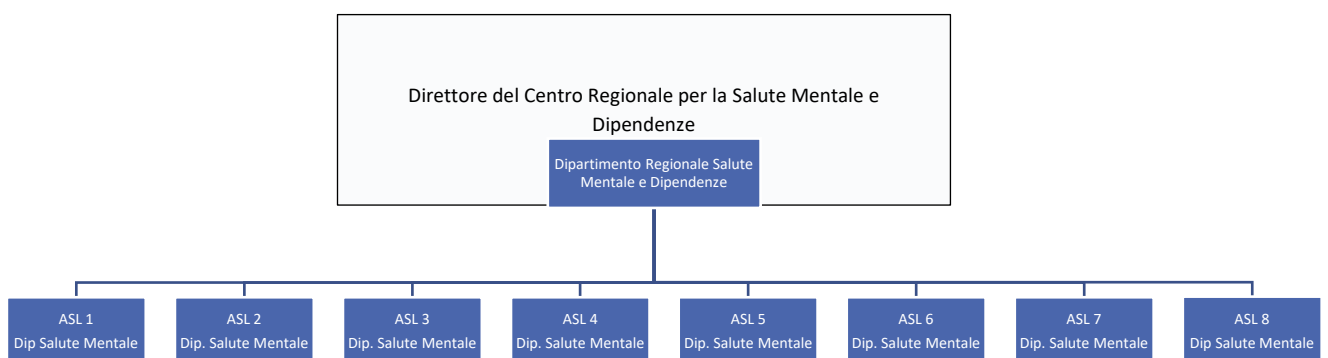 Direttore del Centro Regionale per la Salute Mentale e
Dipendenze
Dipartimento Regionale Salute
Mentale e Dipendenze
ASL 1
Dip Salute Mentale
ASL 2
Dip. Salute Mentale
ASL 3
Dip. Salute Mentale
ASL 4
Dip. Salute Mentale
ASL 5
Dip. Salute Mentale
ASL 6
Dip. Salute Mentale
ASL 7
Dip. Salute Mentale
ASL 8
Dip Salute Mentale